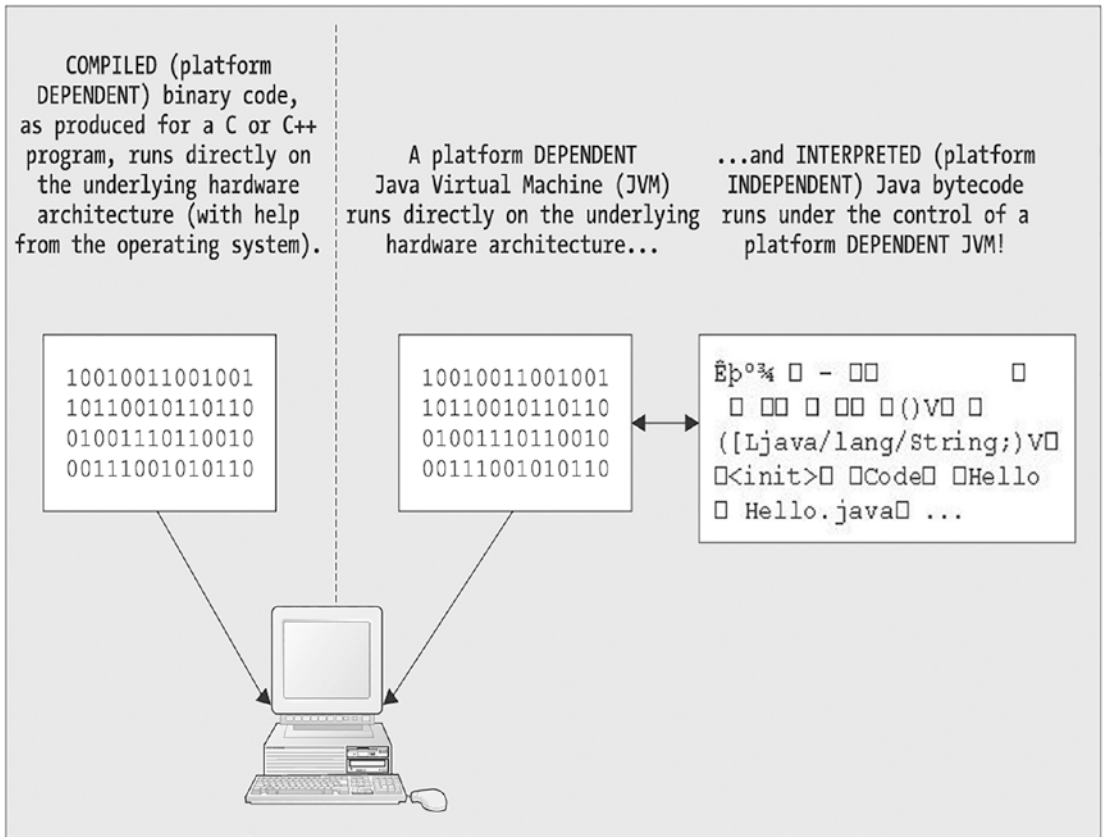 COMPILED (platform
DEPENDENT) binary code,
as produced for a C or C++
program, runs directly on
the underlying hardware
architecture (with help
from the operating system).
A platform DEPENDENT
Java Virtual Machine (JVM)
runs directly on the underlying
hardware architecture...
...and INTERPRETED (platform
INDEPENDENT) Java bytecode
runs under the control of a
platform DEPENDENT JVM!
10010011001001
10110010110110
01001110110010
00111001010110
10010011001001
10110010110110
01001110110010
00111001010110
Êþº¾ □ - □□ □
□ □□ □ □□ □()V□ □
([Ljava/lang/String;)V□
□<init>□ □Code□ □Hello
□ Hello.java□ ...